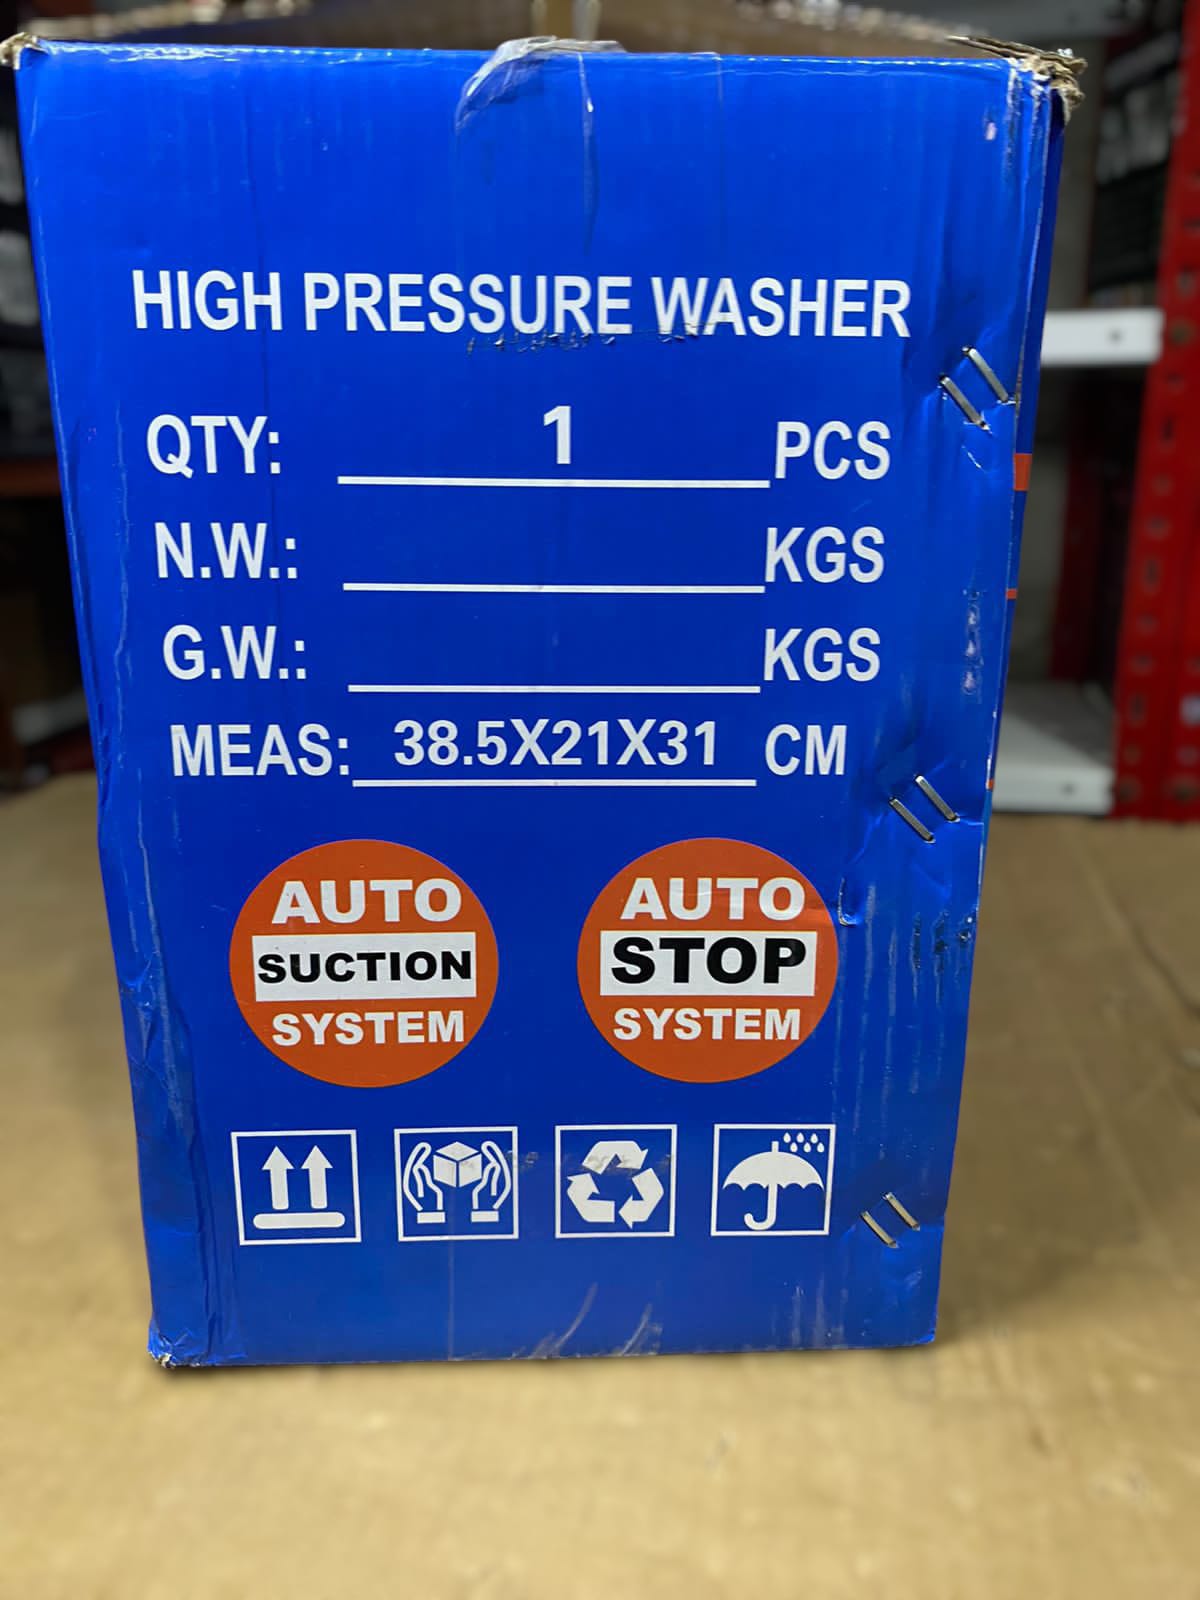 HIGH PRESSURE WASHER
QTY: 1 PCS
N.W.: KGS
G.W.: KGS
MEAS: 38.5X21X31 CM
AUTO
SUCTION
SYSTEM
AUTO
STOP
SYSTEM